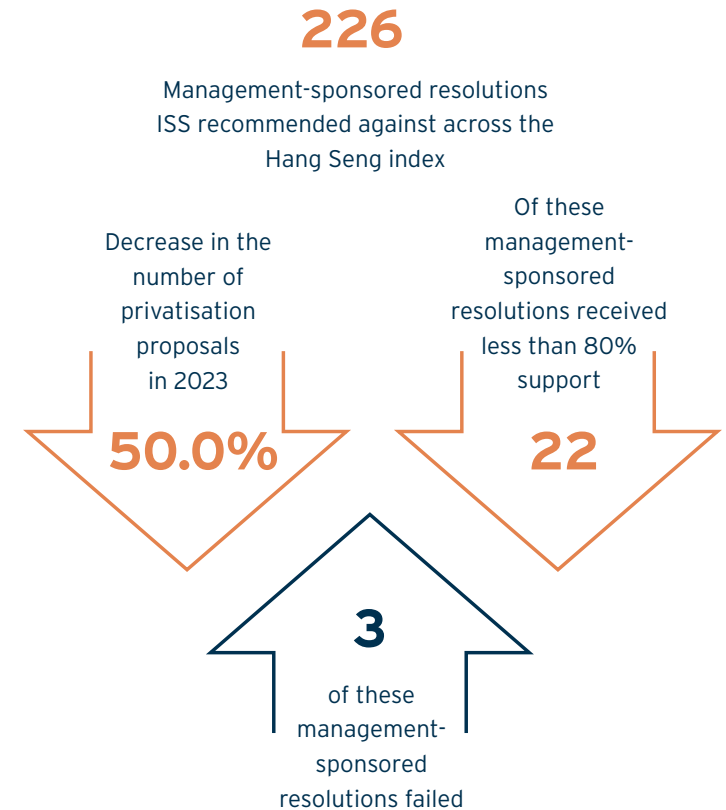 226
Management-sponsored resolutions
ISS recommended against across the
Hang Seng index
Decrease in the
number of
privatisation
proposals
in 2023
50.0%
Of these
management-
sponsored
resolutions received
less than 80%
support
22
3
of these
management-
sponsored
resolutions failed